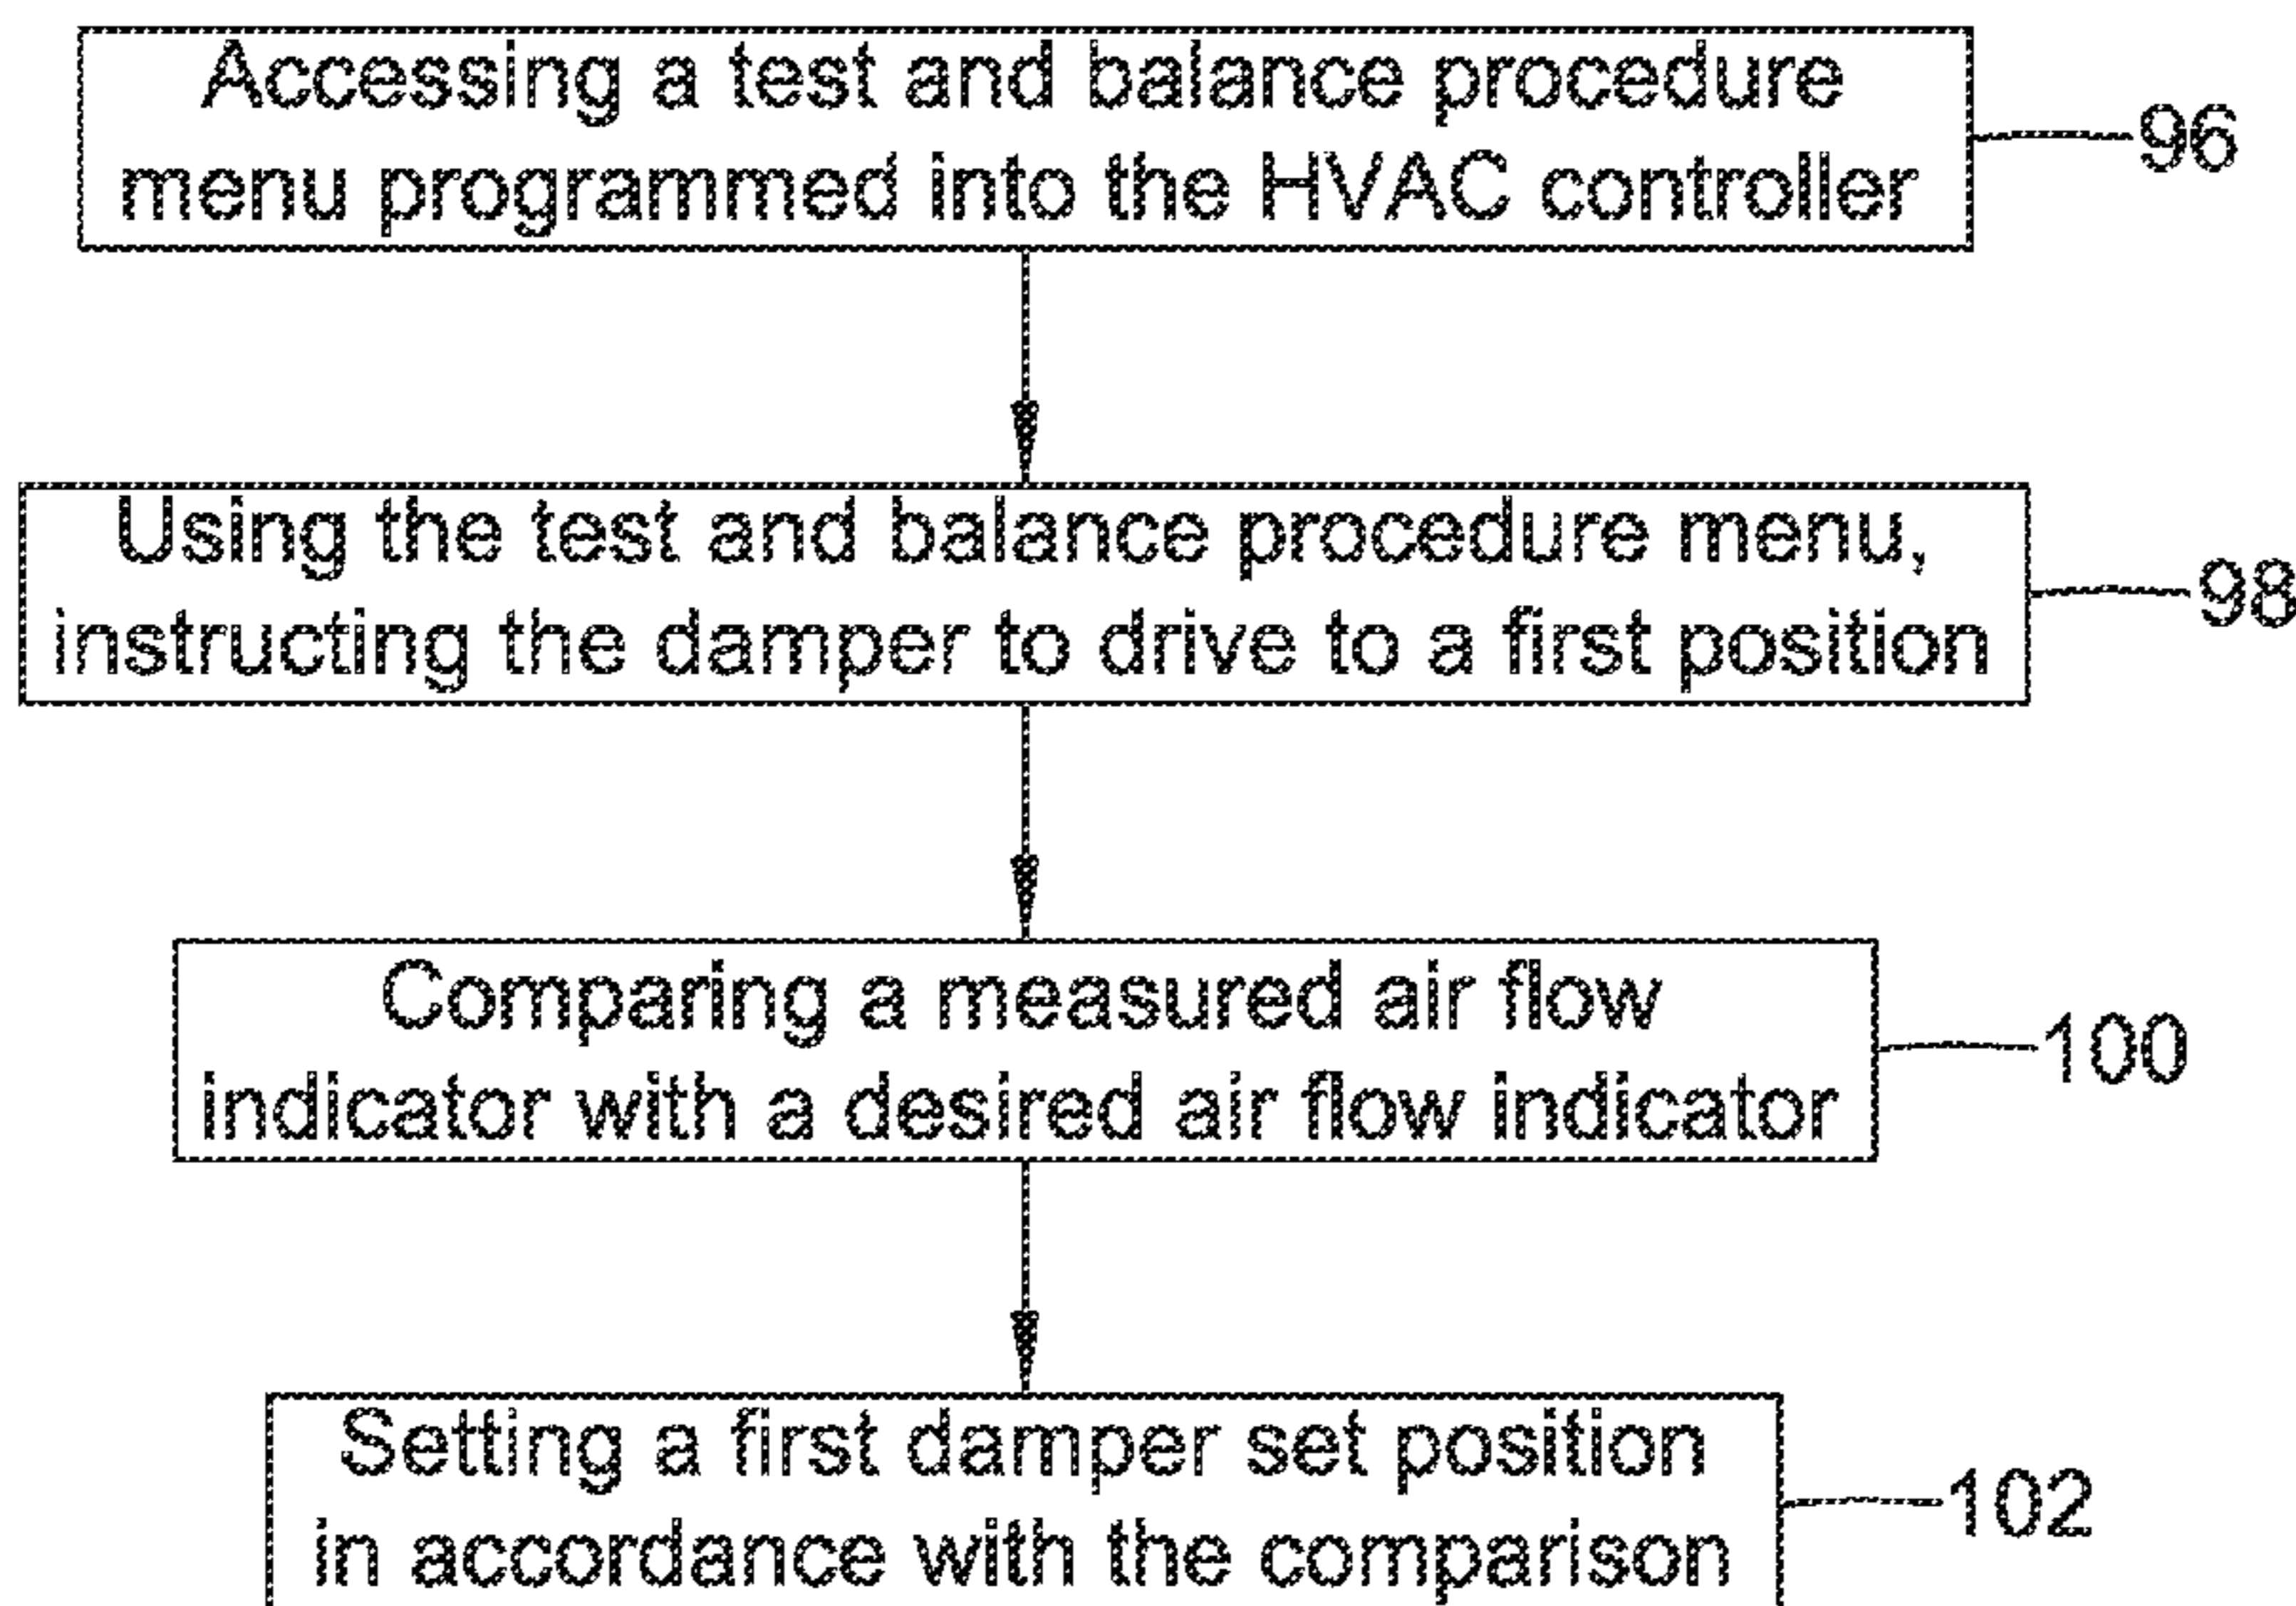 Accessing a test and balance procedure
menu programmed into the HVAC controller
96
Using the test and balance procedure menu,
instructing the damper to drive to a first position
98
Comparing a measured air flow
indicator with a desired air flow indicator
100
Setting a first damper set position
in accordance with the comparison
102